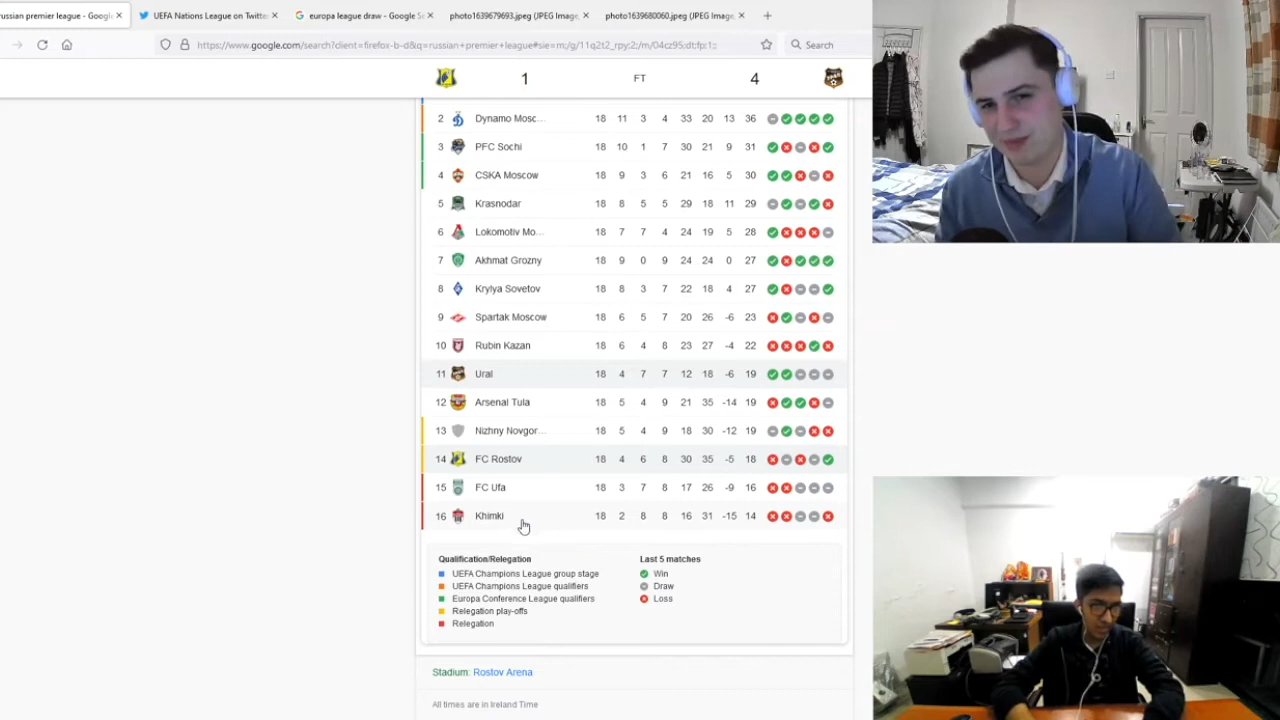 russian premier league - Google
UEFA Nations League on Twitte
europa league draw - Google Se
photo1639679693.jpeg (JPEG Image,
photo1639680060.jpeg (JPEG Image,
Search
1 FT 4
2 Dynamo Mosc... 18 11 3 4 33 20 13 36
3 PFC Sochi 18 10 1 7 30 21 9 31
4 CSKA Moscow 18 9 3 6 21 16 5 30
5 Krasnodar 18 8 5 5 29 18 11 29
6 Lokomotiv Mo... 18 7 7 4 24 19 5 28
7 Akhmat Grozny 18 9 0 9 24 24 0 27
8 Krylya Sovetov 18 8 3 7 22 18 4 27
9 Spartak Moscow 18 6 5 7 20 26 -6 23
10 Rubin Kazan 18 6 4 8 23 27 -4 22
11 Ural 18 4 7 7 12 18 -6 19
12 Arsenal Tula 18 5 4 9 21 35 -14 19
13 Nizhny Novgor... 18 5 4 9 18 30 -12 19
14 FC Rostov 18 4 6 8 30 35 -5 18
15 FC Ufa 18 3 7 8 17 26 -9 16
16 Khimki 18 2 8 8 16 31 -15 14
Qualification/Relegation
UEFA Champions League group stage
UEFA Champions League qualifiers
Europa Conference League qualifiers
Relegation play-offs
Relegation
Last 5 matches
Win
Draw
Loss
Stadium: Rostov Arena
All times are in Ireland Time